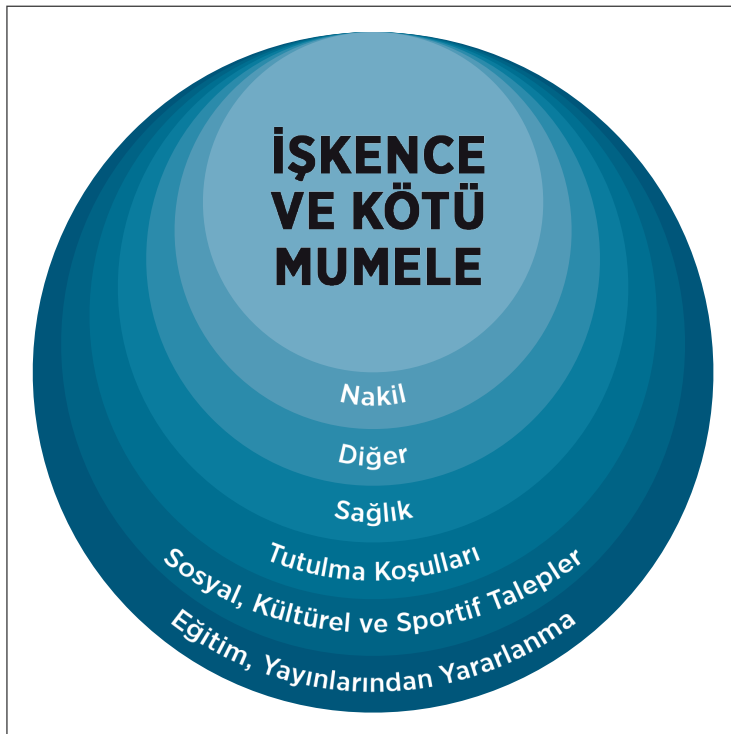 İŞKENCE
VE KÖTÜ
MUMELE
Nakil
Diğer
Sağlık
Tutulma Koşulları
Sosyal, Kültürel ve Sportif Talepler
Eğitim, Yayınlarından Yararlanma